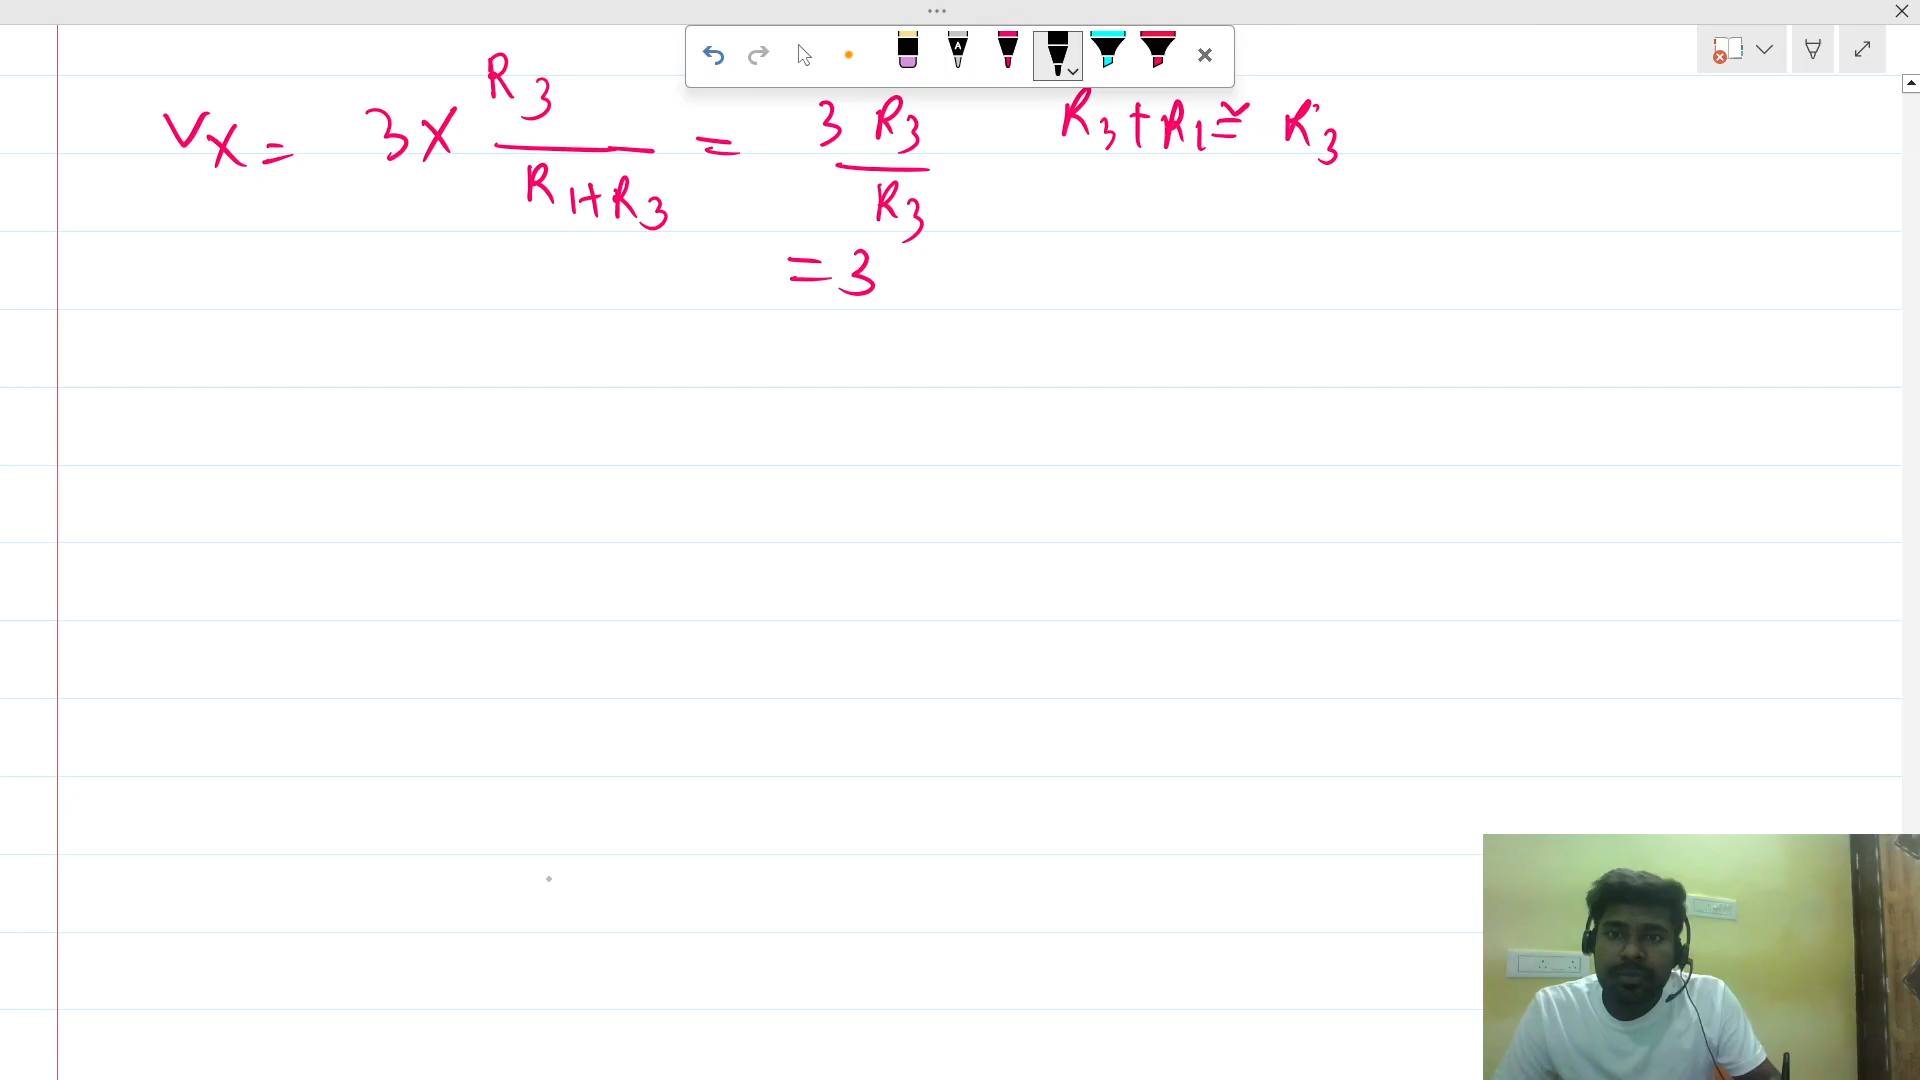 Vx = 3 X R3 / R1+R3 = 3 R3 / R3
R3+R1 ≅ R3
= 3
A